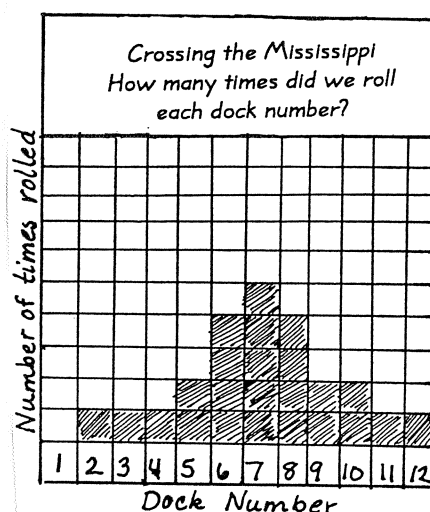 Crossing the Mississippi
How many times did we roll
each dock number?
Number of times rolled
1 2 3 4 5 6 7 8 9 10 11 12
Dock Number